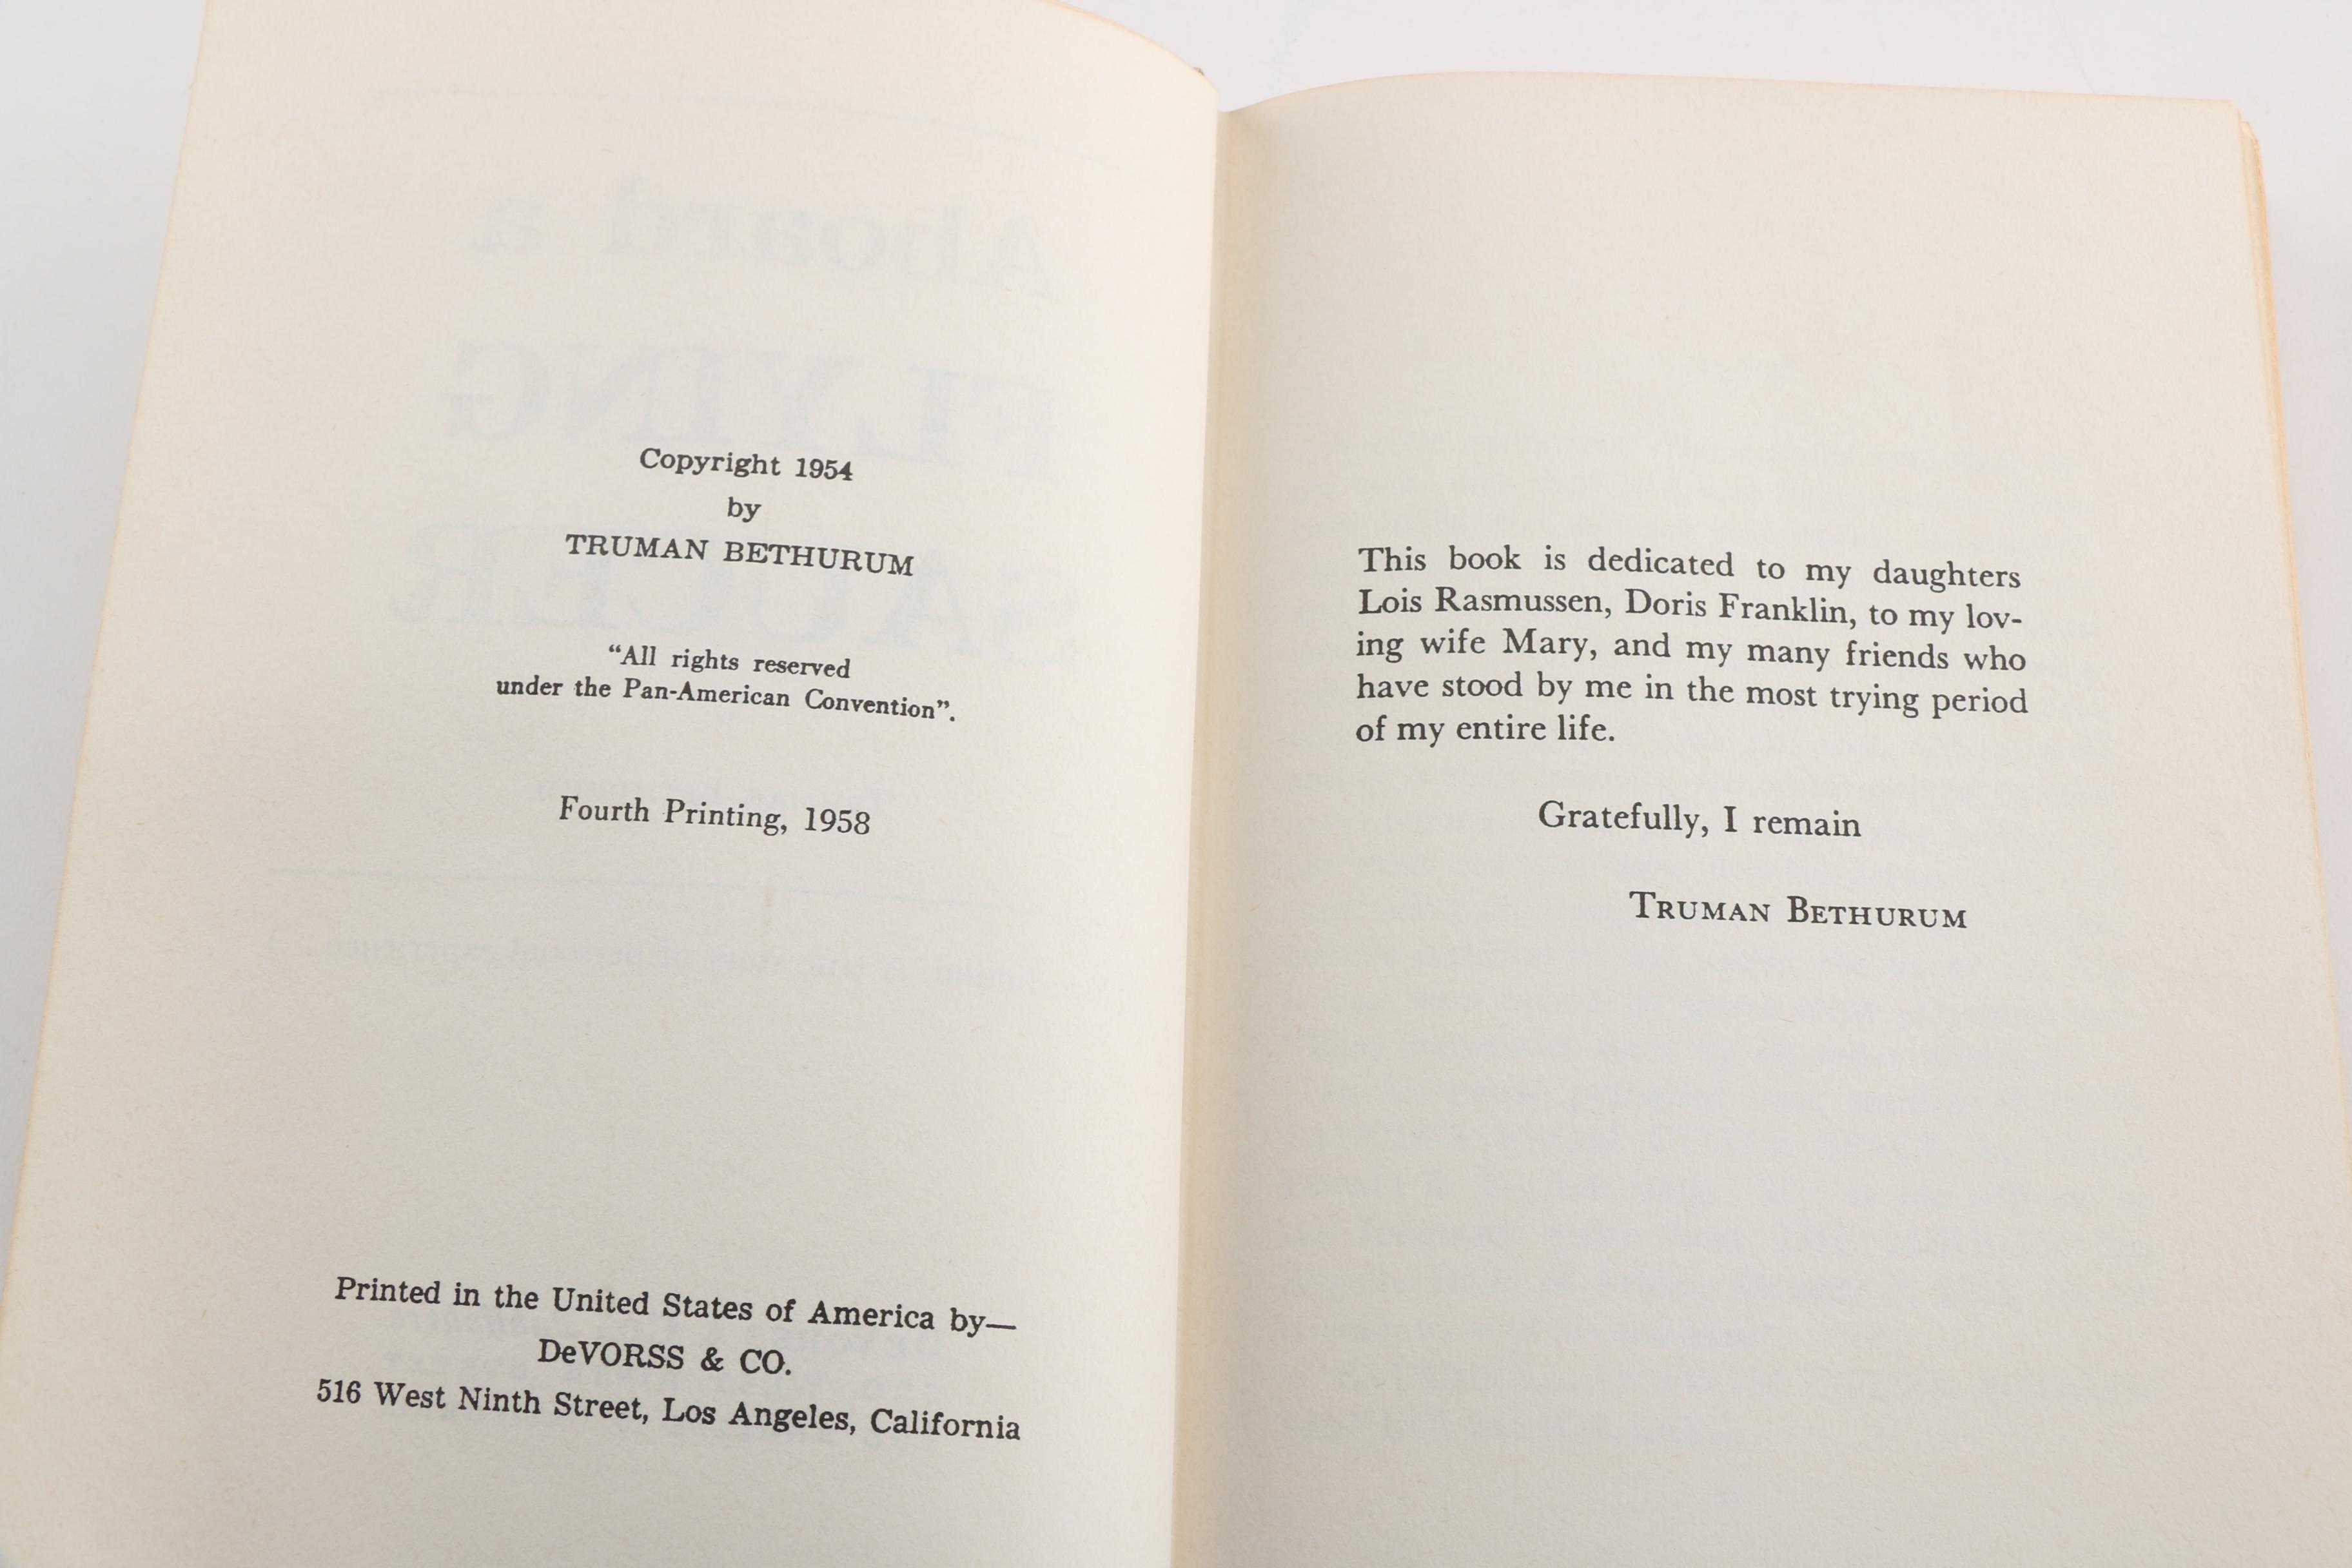 Copyright 1954
by
TRUMAN BETHURUM
"All rights reserved
under the Pan-American Convention".
Fourth Printing, 1958
Printed in the United States of America by—
DeVORSS & CO.
516 West Ninth Street, Los Angeles, California
This book is dedicated to my daughters
Lois Rasmussen, Doris Franklin, to my lov-
ing wife Mary, and my many friends who
have stood by me in the most trying period
of my entire life.
Gratefully, I remain
TRUMAN BETHURUM
Aboard a
FLYING
SAUCER